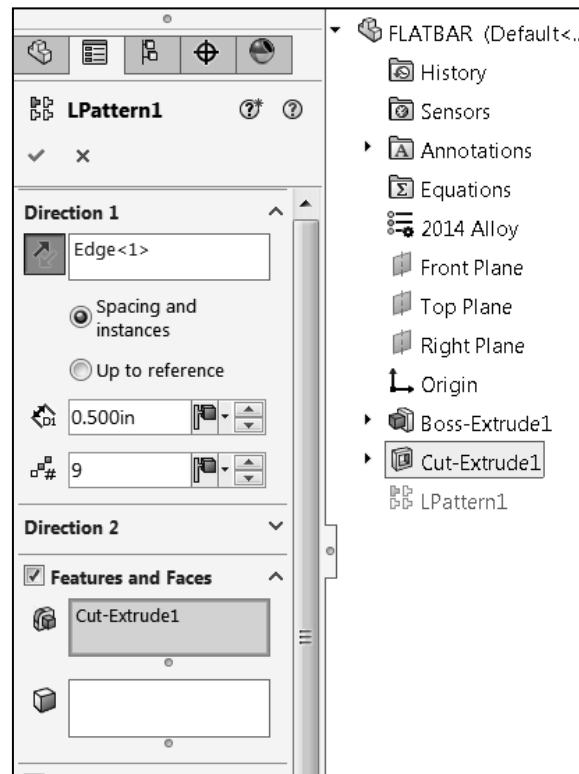 LPattern1
Direction 1
Edge<1>
Spacing and
instances
Up to reference
D1
0.500in
#
9
Direction 2
Features and Faces
Cut-Extrude1
FLATBAR (Default<..
History
Sensors
A Annotations
Σ Equations
2014 Alloy
Front Plane
Top Plane
Right Plane
Origin
Boss-Extrude1
Cut-Extrude1
LPattern1